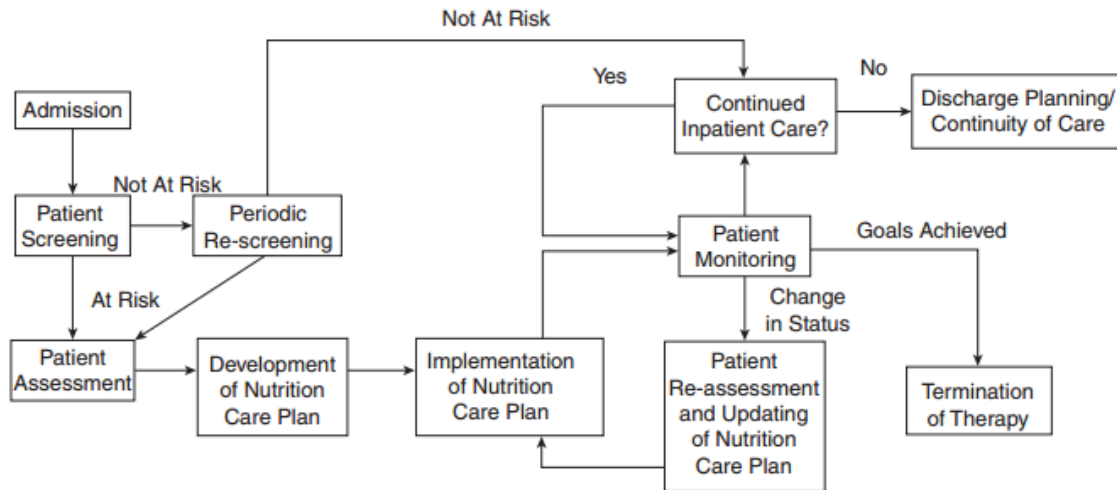 Not At Risk
Yes
No
Admission
Continued
Inpatient Care?
Discharge Planning/
Continuity of Care
Not At Risk
Patient
Screening
Periodic
Re-screening
Patient
Monitoring
Goals Achieved
At Risk
Change
in Status
Patient
Assessment
Development
of Nutrition
Care Plan
Implementation
of Nutrition
Care Plan
Patient
Re-assessment
and Updating
of Nutrition
Care Plan
Termination
of Therapy